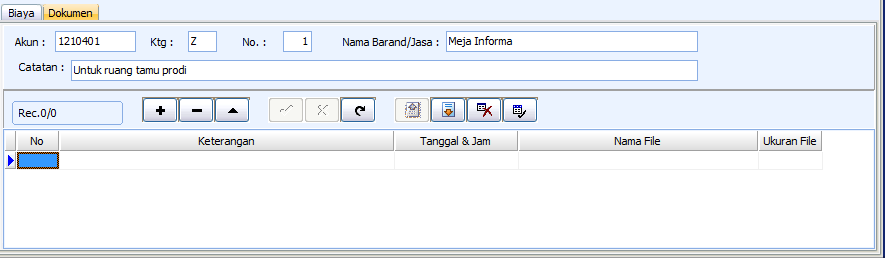 Biaya Dokumen
Akun : 1210401 Ktg : Z No. : 1 Nama Barand/Jasa : Meja Informa
Catatan : Untuk ruang tamu prodi
Rec.0/0
No Keterangan Tanggal & Jam Nama File Ukuran File